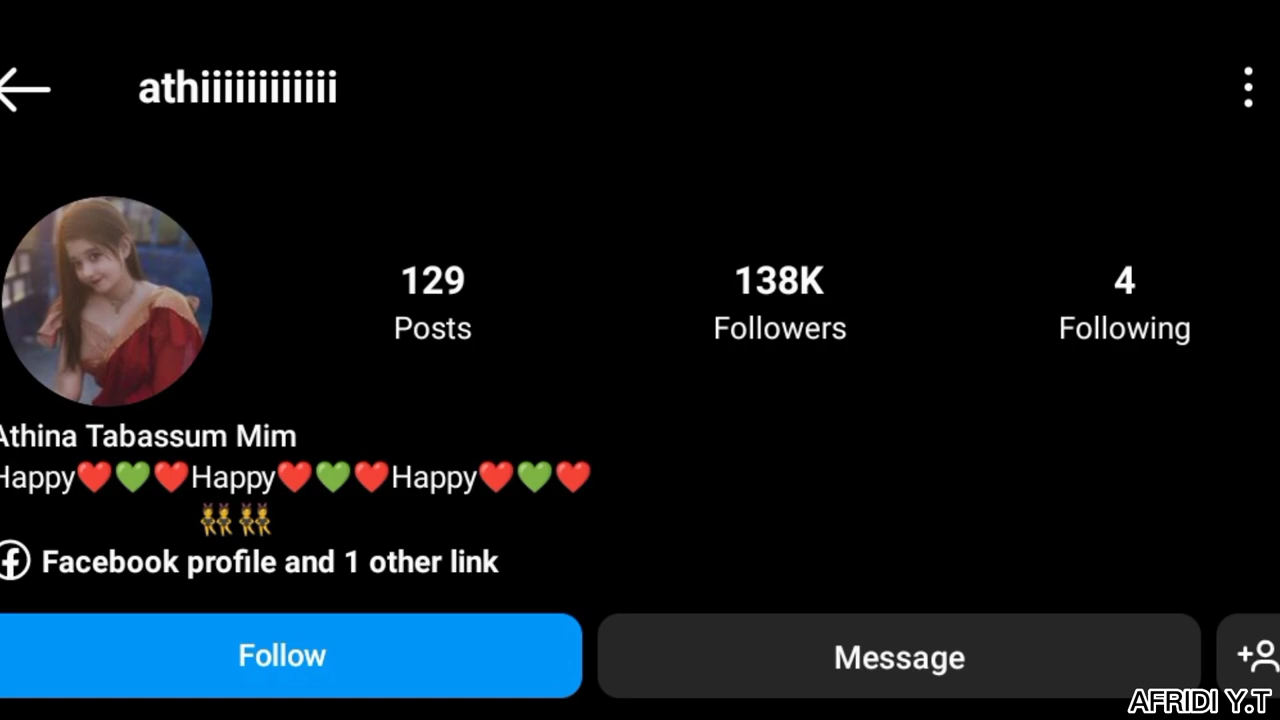 athiiiiiiiiiiii
129 138K 4
Posts Followers Following
Athina Tabassum Mim
Happy❤️💚❤️Happy❤️💚❤️Happy❤️💚❤️
👯👯
Facebook profile and 1 other link
Follow Message
AFRIDI Y.T